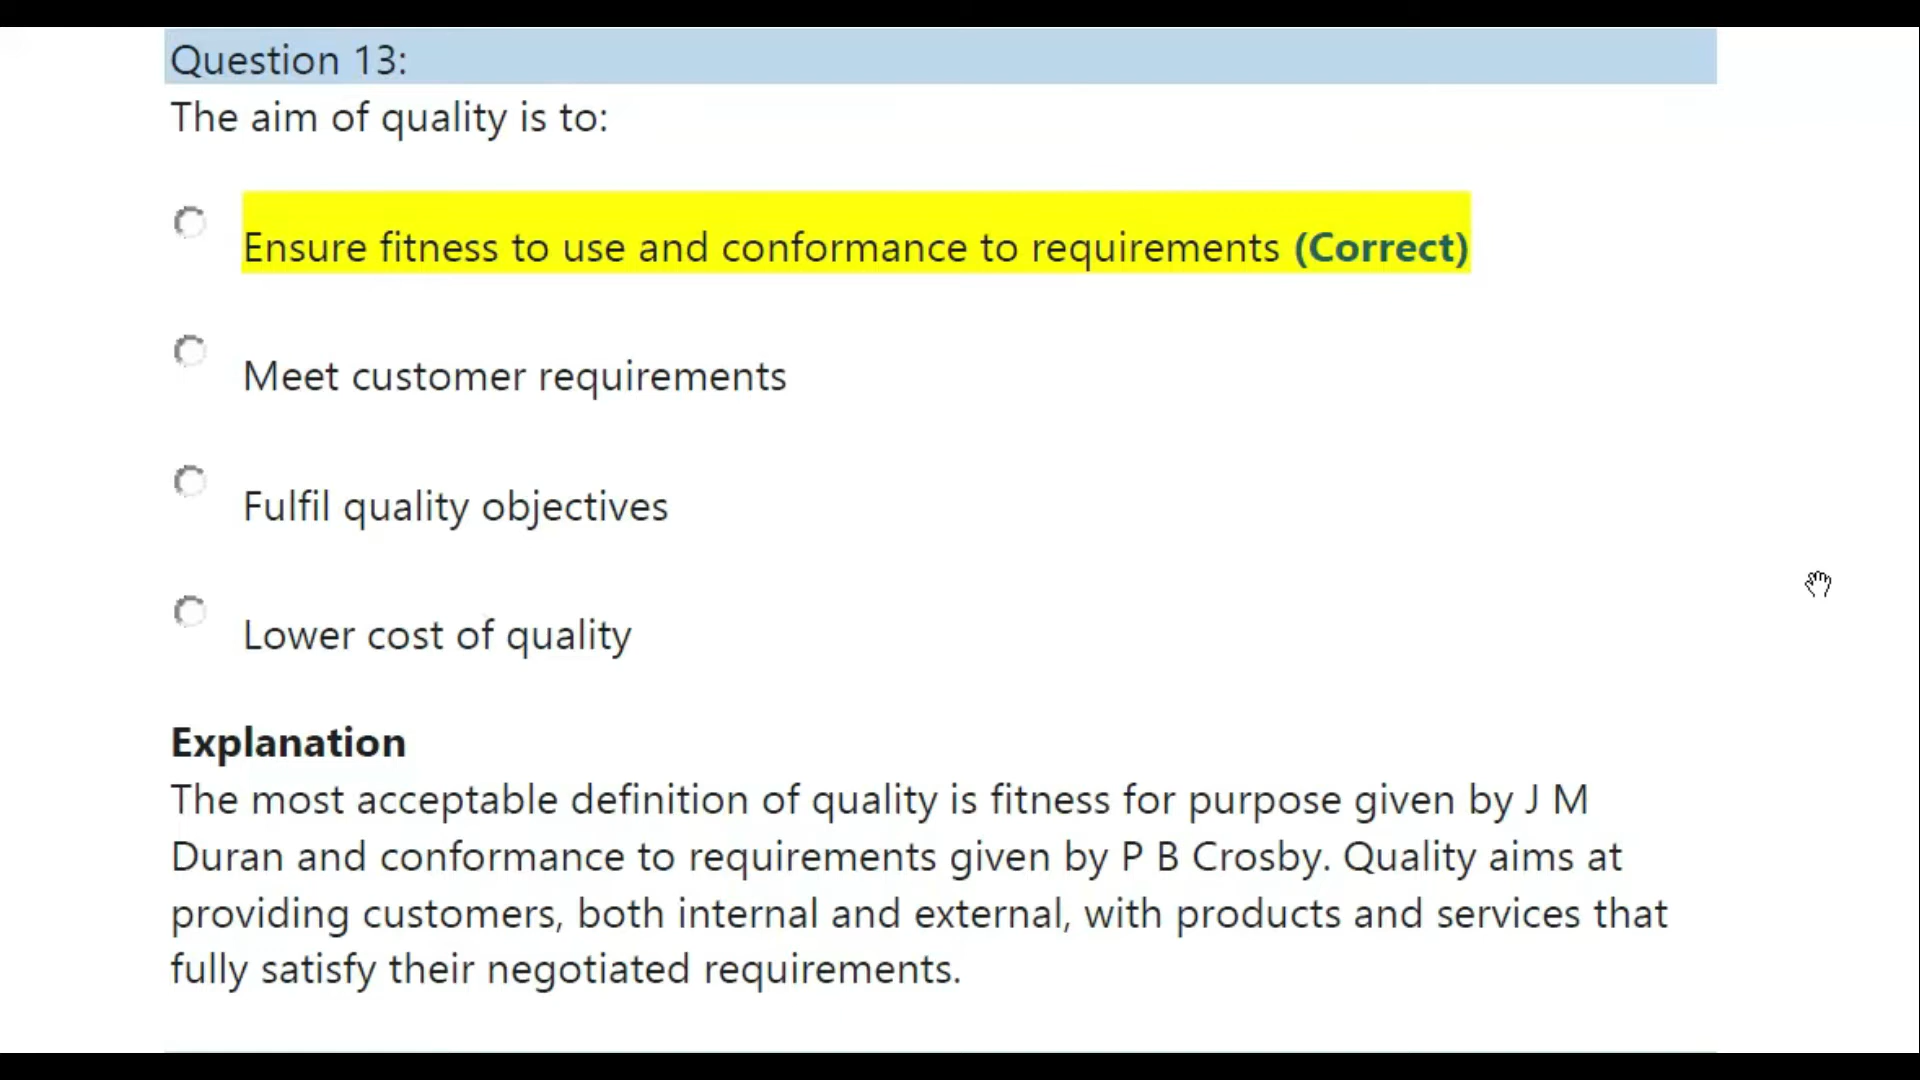 Question 13:
The aim of quality is to:
Ensure fitness to use and conformance to requirements (Correct)
Meet customer requirements
Fulfil quality objectives
Lower cost of quality
Explanation
The most acceptable definition of quality is fitness for purpose given by J M
Duran and conformance to requirements given by P B Crosby. Quality aims at
providing customers, both internal and external, with products and services that
fully satisfy their negotiated requirements.